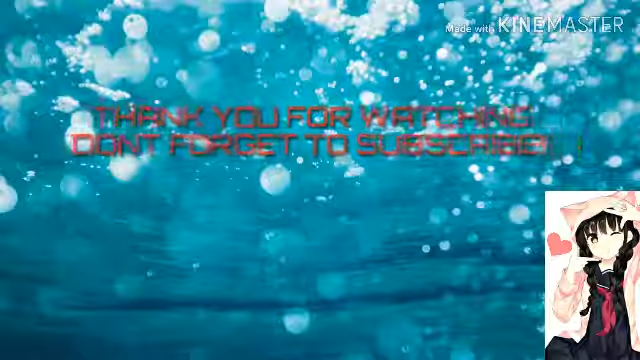 Made with KINEMASTER
THANK YOU FOR WATCHING
DONT FORGET TO SUBSCRIBE!!